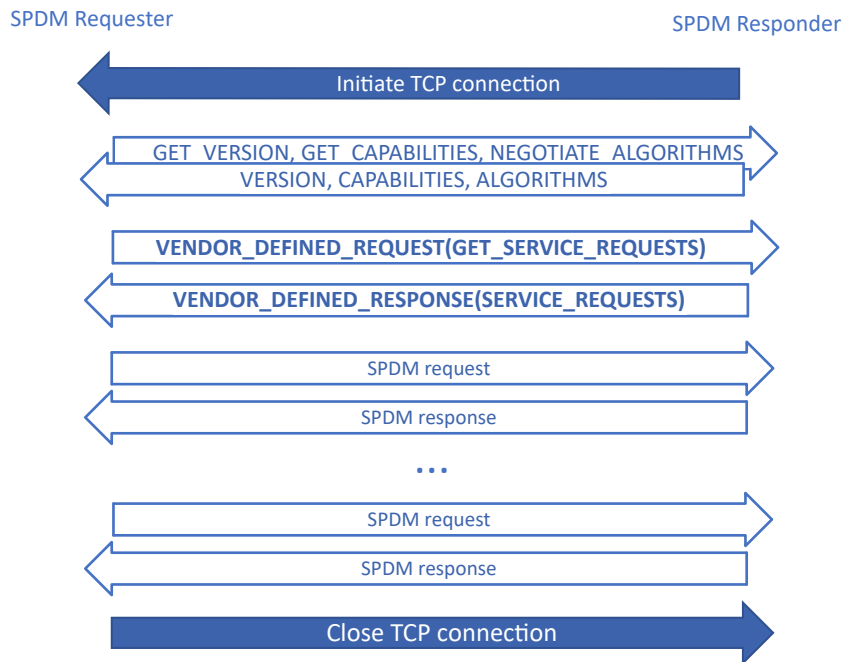 SPDM Requester
SPDM Responder
Initiate TCP connection
GET_VERSION, GET_CAPABILITIES, NEGOTIATE_ALGORITHMS
VERSION, CAPABILITIES, ALGORITHMS
VENDOR_DEFINED_REQUEST(GET_SERVICE_REQUESTS)
VENDOR_DEFINED_RESPONSE(SERVICE_REQUESTS)
SPDM request
SPDM response
...
SPDM request
SPDM response
Close TCP connection